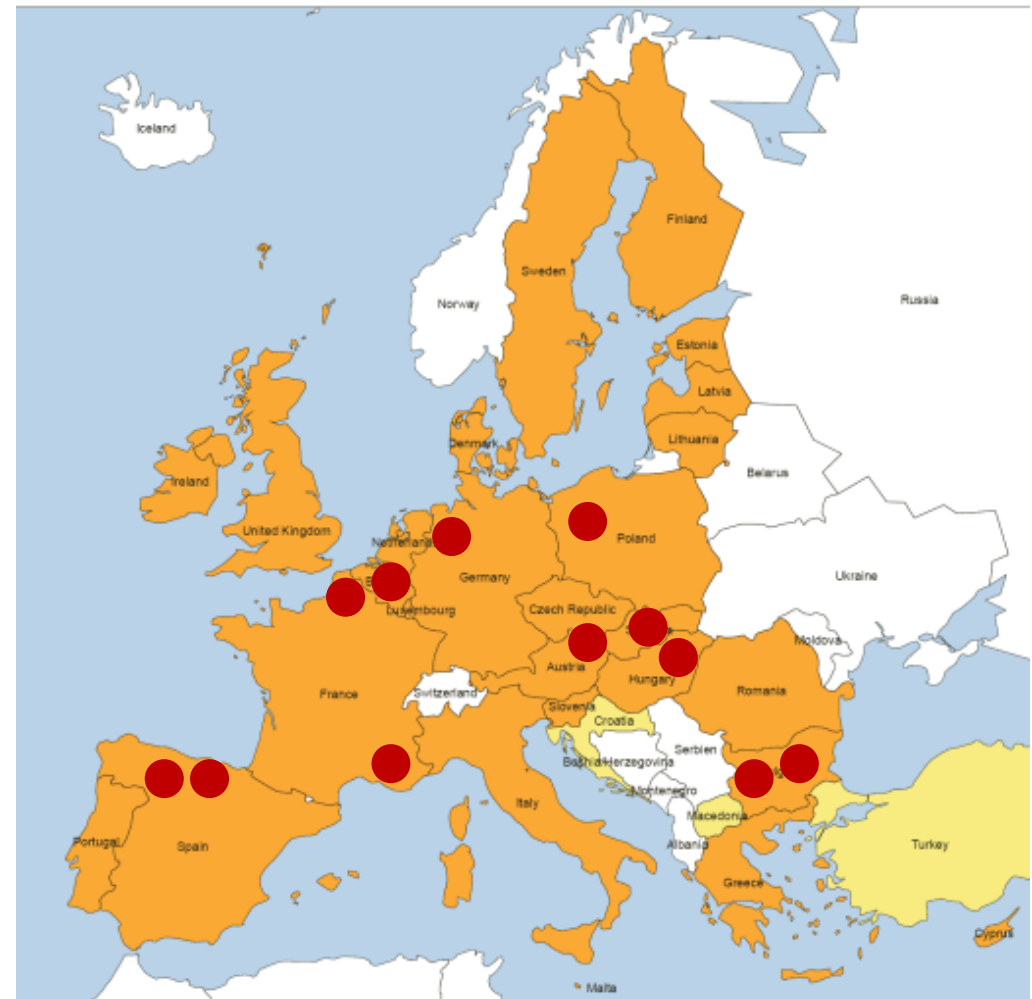 Iceland
Finland
Sweden
Russia
Norway
Estonia
Latvia
Lithuania
Denmark
Belarus
Ireland
United Kingdom
Poland
Germany
Ukraine
Luxembourg
Czech Republic
Moldova
Austria
Hungary
France
Switzerland
Romania
Slovenia
Croatia
Serbien
Bosnia/Herzegovina
Montenegro
Italy
Macedonia
Portugal
Spain
Albania
Turkey
Greece
Cyprus
Malta